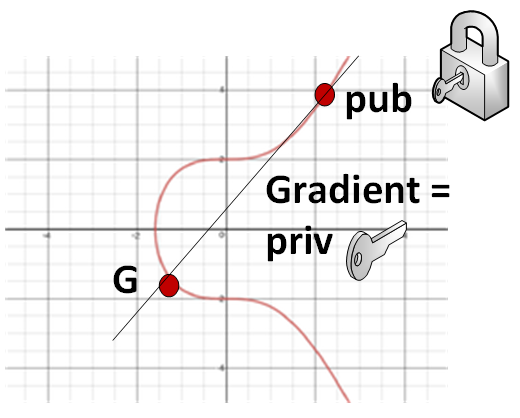 pub
Gradient =
priv
G